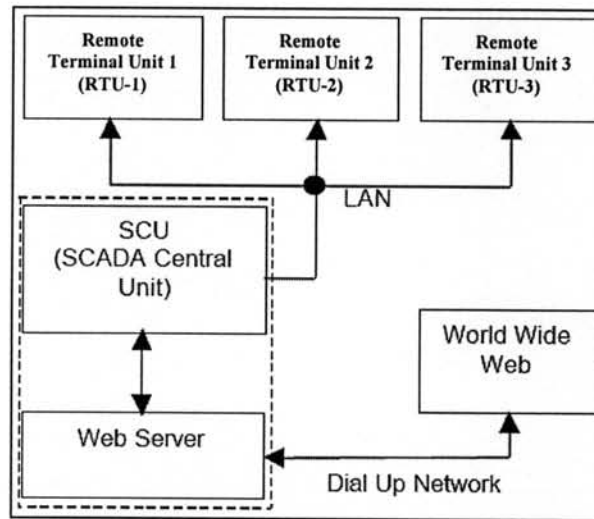 Remote
Terminal Unit 1
(RTU-1)
Remote
Terminal Unit 2
(RTU-2)
Remote
Terminal Unit 3
(RTU-3)
LAN
SCU
(SCADA Central
Unit)
World Wide
Web
Web Server
Dial Up Network